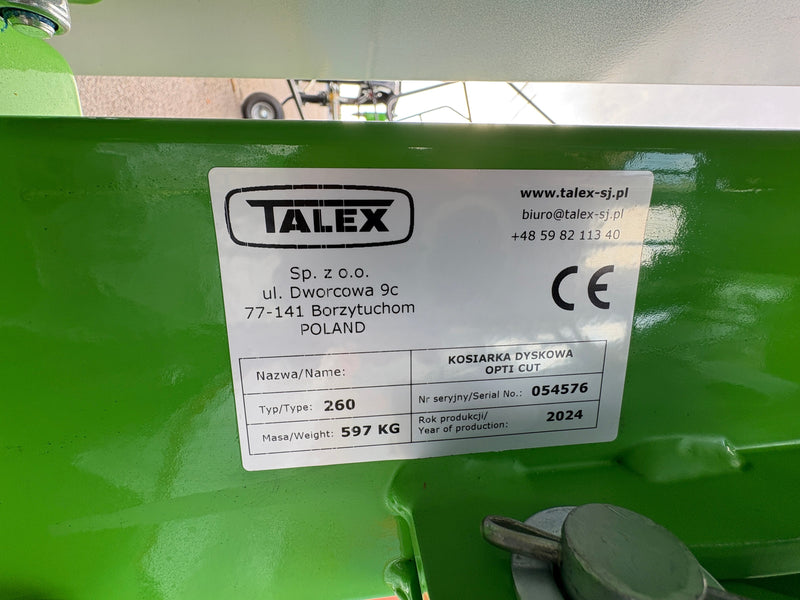 TALEX
www.talex-sj.pl
biuro@talex-sj.pl
+48 59 82 113 40
Sp. z o.o.
ul. Dworcowa 9c
77-141 Borzytuchom
POLAND
CE
Nazwa/Name: KOSIARKA DYSKOWA
OPTI CUT
Typ/Type: 260
Nr seryjny/Serial No.: 054576
Masa/Weight: 597 KG
Rok produkcji/
Year of production: 2024